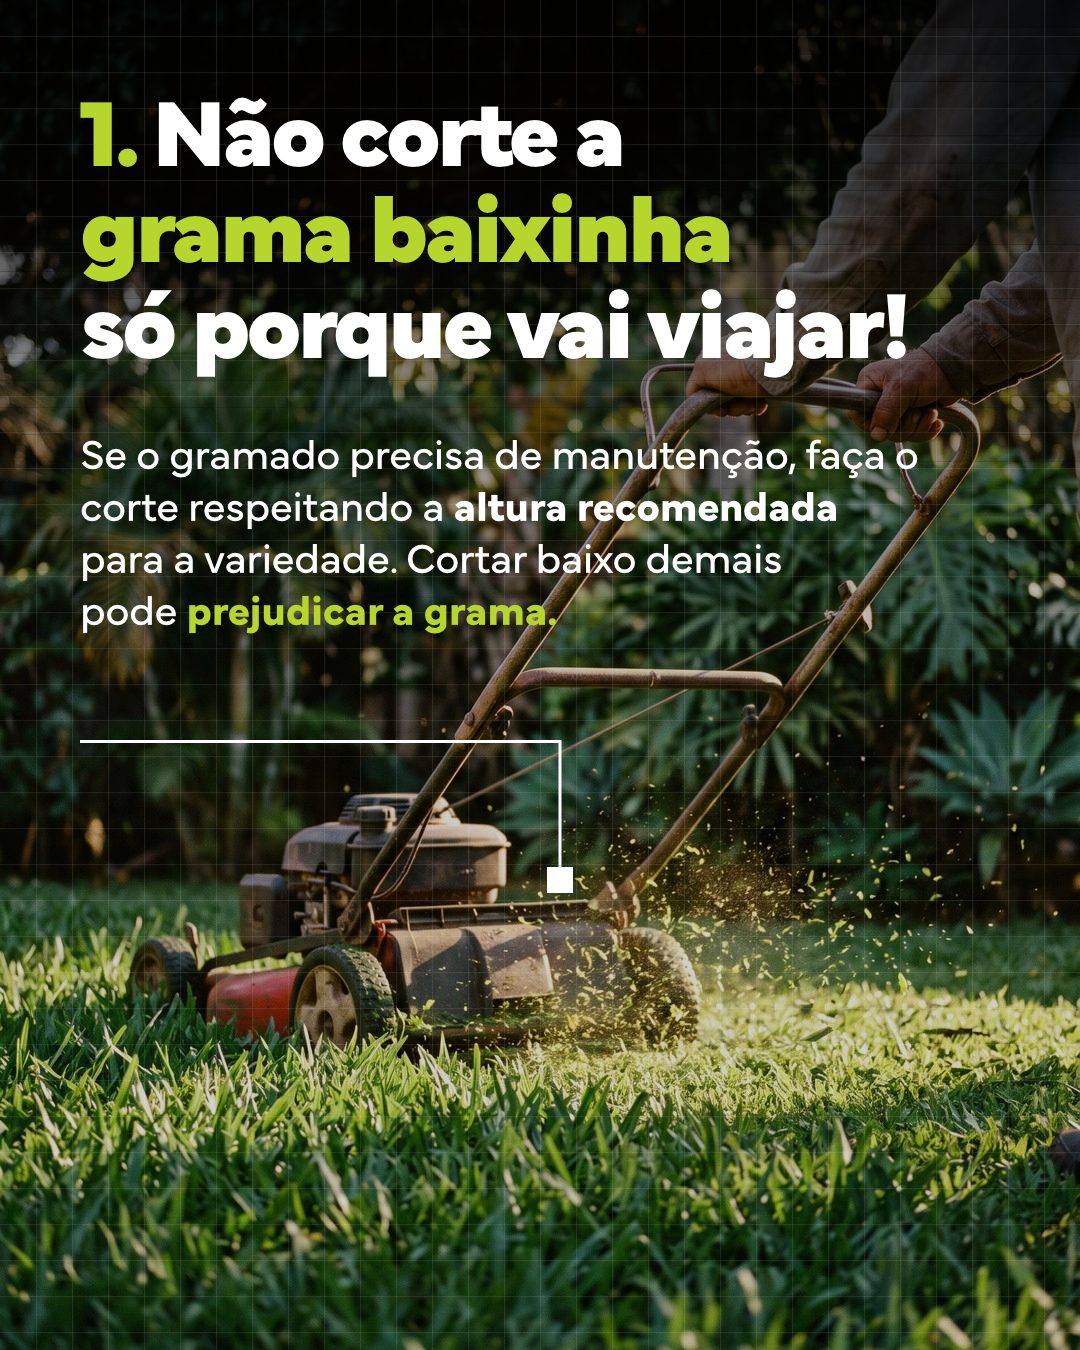 1. Não corte a
grama baixinha
só porque vai viajar!
Se o gramado precisa de manutenção, faça o
corte respeitando a altura recomendada
para a variedade. Cortar baixo demais
pode prejudicar a grama.